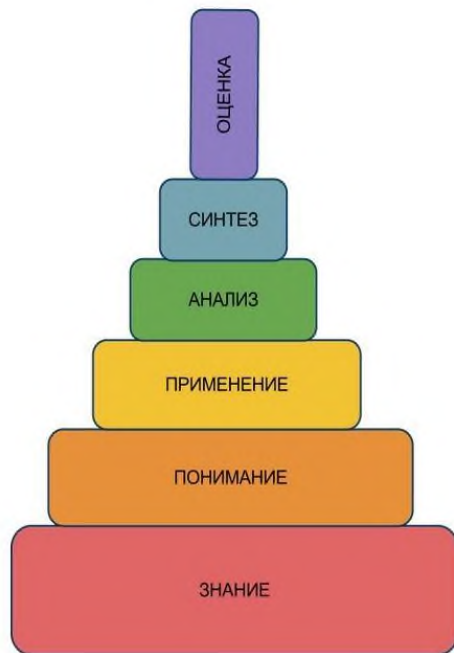 ОЦЕНКА
СИНТЕЗ
АНАЛИЗ
ПРИМЕНЕНИЕ
ПОНИМАНИЕ
ЗНАНИЕ